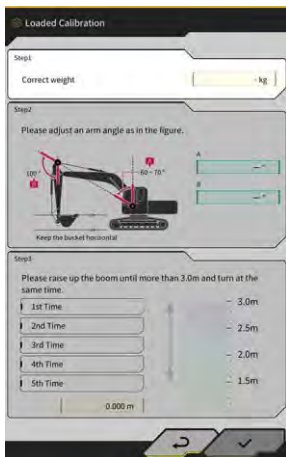 Loaded Calibration
Step1
Correct weight
- kg
Step2
Please adjust an arm angle as in the figure.
A
100°
A
60~70°
B
--- °
B
--- °
Keep the bucket horizontal
Step3
Please raise up the boom until more than 3.0m and turn at the
same time.
1st Time
3.0m
2nd Time
2.5m
3rd Time
2.0m
4th Time
5th Time
1.5m
0.000 m